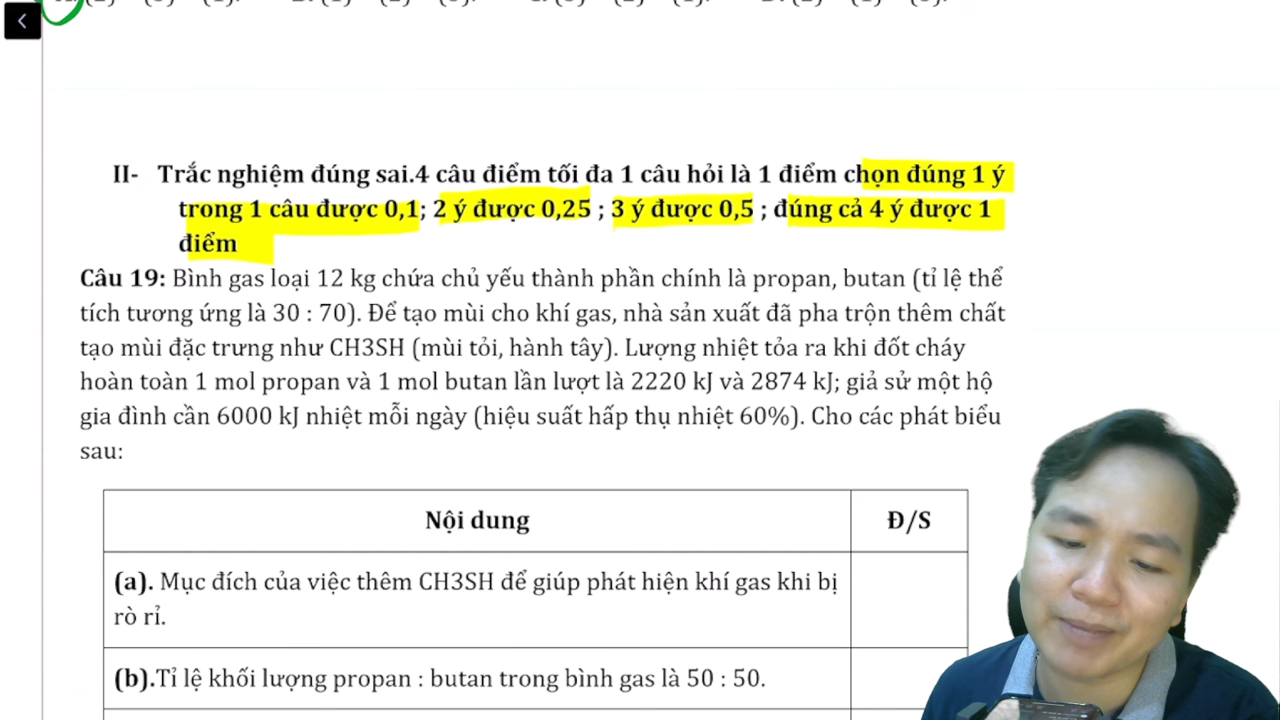 II- Trắc nghiệm đúng sai.4 câu điểm tối đa 1 câu hỏi là 1 điểm chọn đúng 1 ý
trong 1 câu được 0,1; 2 ý được 0,25 ; 3 ý được 0,5 ; đúng cả 4 ý được 1
điểm
Câu 19: Bình gas loại 12 kg chứa chủ yếu thành phần chính là propan, butan (tỉ lệ thể
tích tương ứng là 30 : 70). Để tạo mùi cho khí gas, nhà sản xuất đã pha trộn thêm chất
tạo mùi đặc trưng như CH3SH (mùi tỏi, hành tây). Lượng nhiệt tỏa ra khi đốt cháy
hoàn toàn 1 mol propan và 1 mol butan lần lượt là 2220 kJ và 2874 kJ; giả sử một hộ
gia đình cần 6000 kJ nhiệt mỗi ngày (hiệu suất hấp thụ nhiệt 60%). Cho các phát biểu
sau:
Nội dung Đ/S
(a). Mục đích của việc thêm CH3SH để giúp phát hiện khí gas khi bị
rò rỉ.
(b).Tỉ lệ khối lượng propan : butan trong bình gas là 50 : 50.